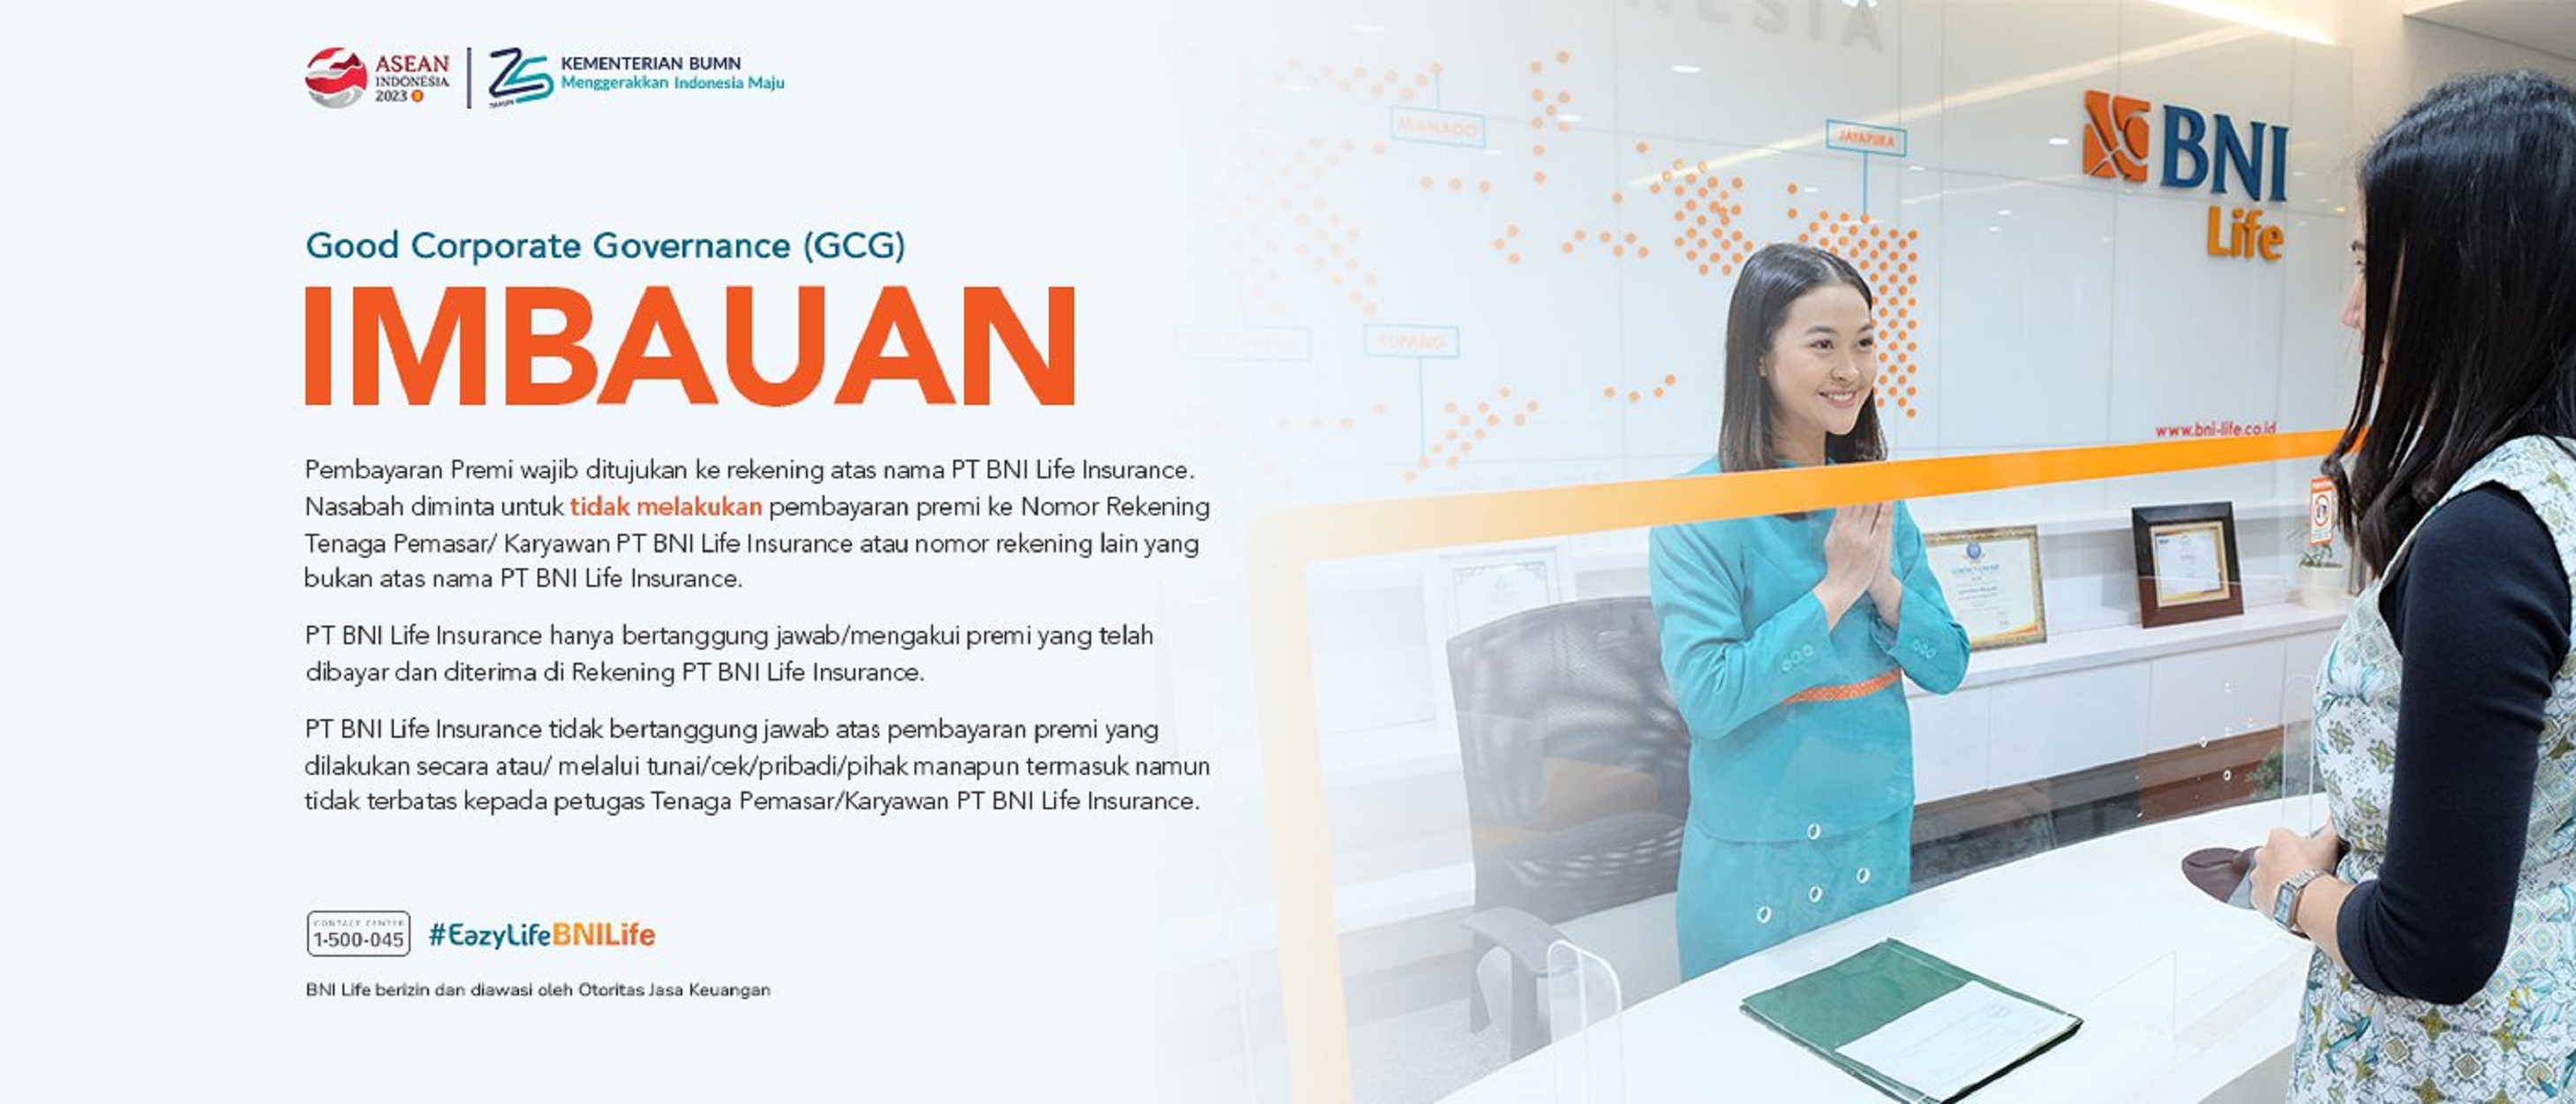 ASEAN
INDONESIA
2023
25
TAHUN
KEMENTERIAN BUMN
Menggerakkan Indonesia Maju
Good Corporate Governance (GCG)
IMBAUAN
Pembayaran Premi wajib ditujukan ke rekening atas nama PT BNI Life Insurance.
Nasabah diminta untuk tidak melakukan pembayaran premi ke Nomor Rekening
Tenaga Pemasar/ Karyawan PT BNI Life Insurance atau nomor rekening lain yang
bukan atas nama PT BNI Life Insurance.
PT BNI Life Insurance hanya bertanggung jawab/mengakui premi yang telah
dibayar dan diterima di Rekening PT BNI Life Insurance.
PT BNI Life Insurance tidak bertanggung jawab atas pembayaran premi yang
dilakukan secara atau/ melalui tunai/cek/pribadi/pihak manapun termasuk namun
tidak terbatas kepada petugas Tenaga Pemasar/Karyawan PT BNI Life Insurance.
CONTACT CENTER
1-500-045
#EazyLifeBNILife
BNI Life berizin dan diawasi oleh Otoritas Jasa Keuangan
MANADO
JAYAPURA
KUPANG
BNI
Life
www.bni-life.co.id